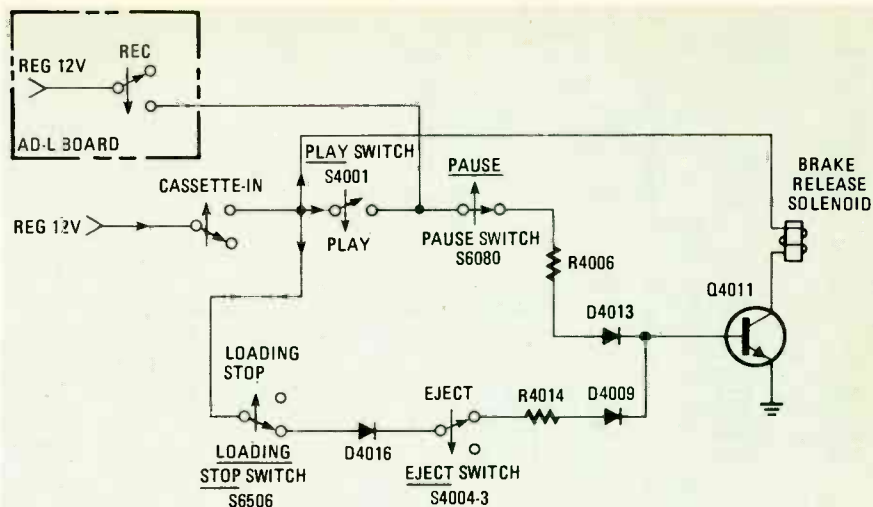 REC
REG 12V
AD-L BOARD
PLAY SWITCH
S4001
PAUSE
BRAKE
RELEASE
SOLENOID
CASSETTE-IN
REG 12V
PLAY
PAUSE SWITCH
S6080
R4006
Q4011
D4013
LOADING
STOP
EJECT
R4014
D4009
D4016
LOADING
STOP SWITCH
S6506
EJECT SWITCH
S4004-3